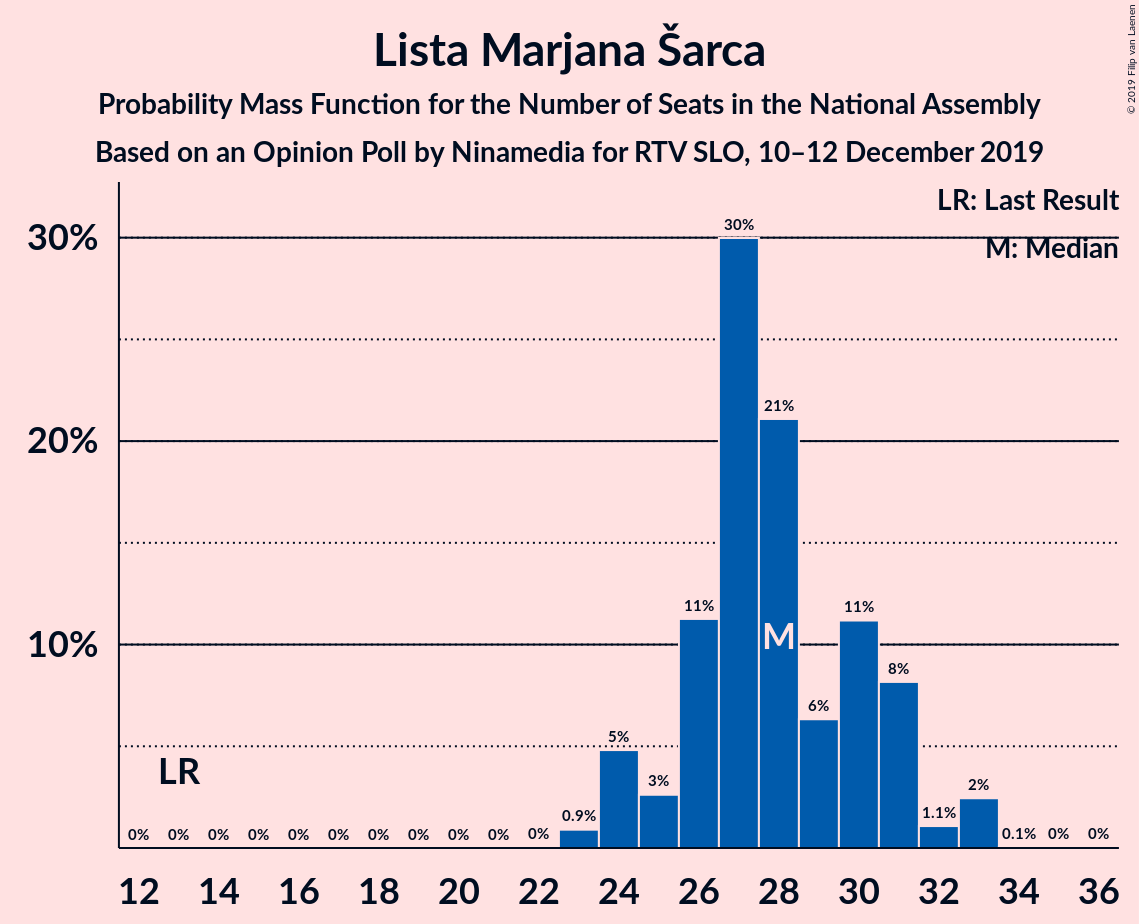 Lista Marjana Šarca
Probability Mass Function for the Number of Seats in the National Assembly
Based on an Opinion Poll by Ninamedia for RTV SLO, 10–12 December 2019
© 2019 Filip van Laenen
LR: Last Result
M: Median
30%
20%
10%
30%
21%
11%
11%
8%
6%
5%
3%
2%
0.9%
1.1%
0% 0% 0% 0% 0% 0% 0% 0% 0% 0% 0% 0.1% 0% 0%
M
LR
12 14 16 18 20 22 24 26 28 30 32 34 36